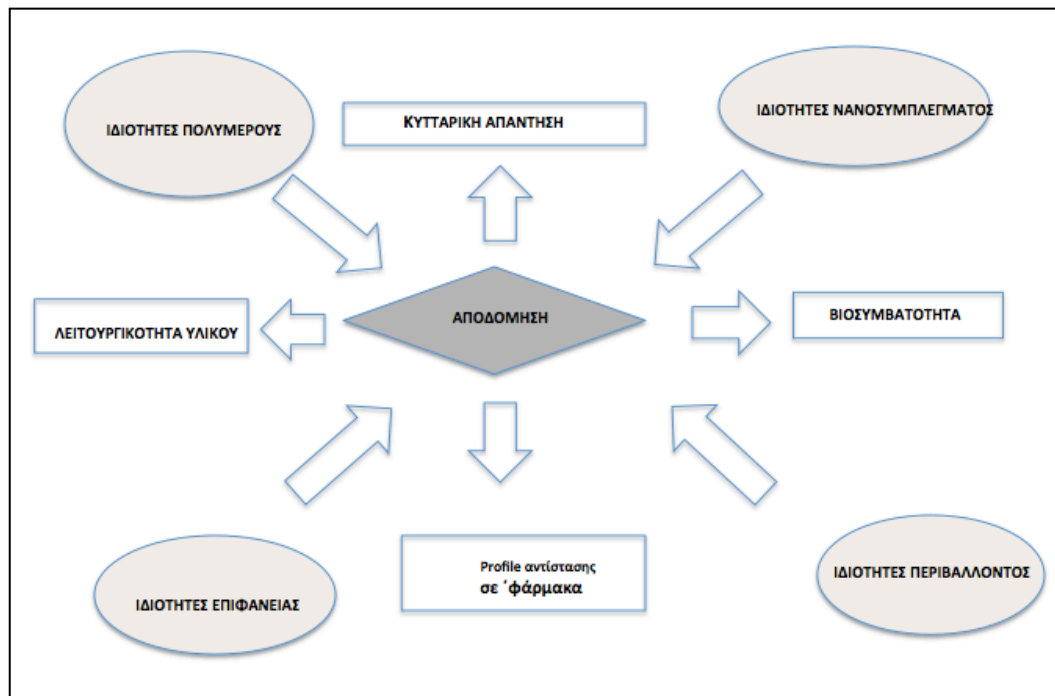 ΙΔΙΟΤΗΤΕΣ ΠΟΛΥΜΕΡΟΥΣ
ΚΥΤΤΑΡΙΚΗ ΑΠΑΝΤΗΣΗ
ΙΔΙΟΤΗΤΕΣ ΝΑΝΟΣΥΜΠΛΕΓΜΑΤΟΣ
ΛΕΙΤΟΥΡΓΙΚΟΤΗΤΑ ΥΛΙΚΟΥ
ΑΠΟΔΟΜΗΣΗ
ΒΙΟΣΥΜΒΑΤΟΤΗΤΑ
ΙΔΙΟΤΗΤΕΣ ΕΠΙΦΑΝΕΙΑΣ
Profile αντίστασης
σε ΄φάρμακα
ΙΔΙΟΤΗΤΕΣ ΠΕΡΙΒΑΛΛΟΝΤΟΣ